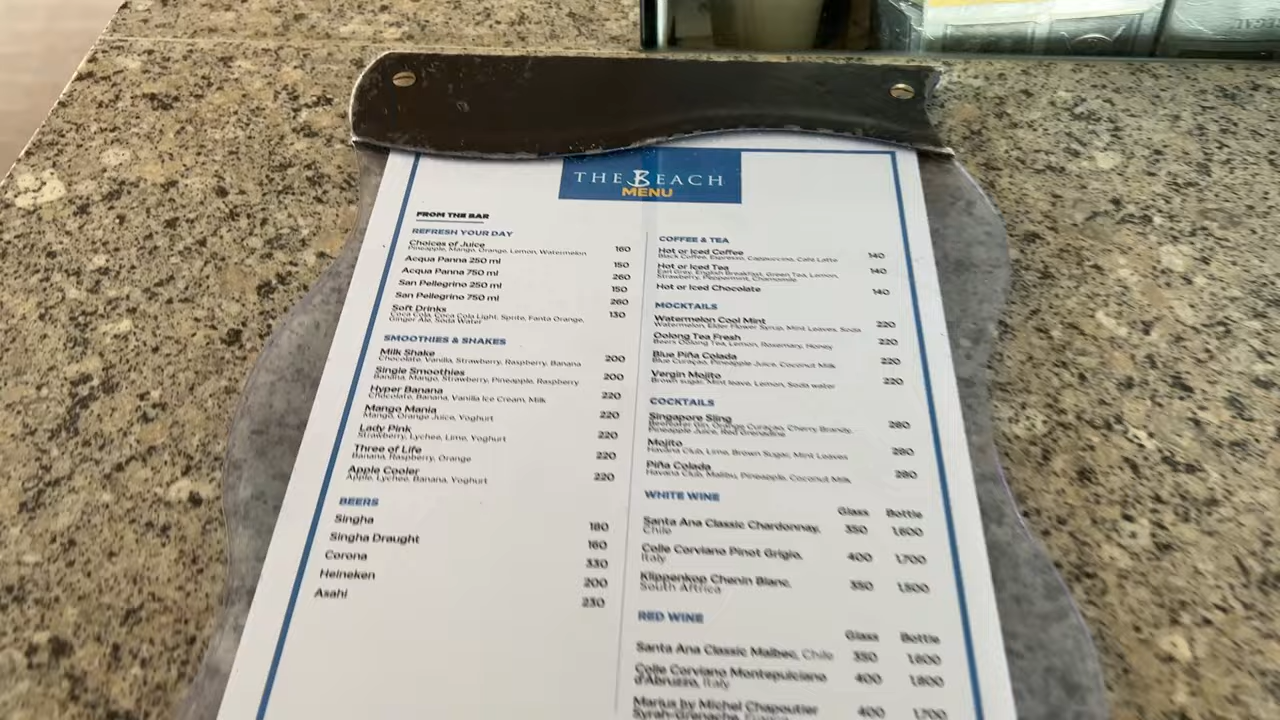 THE BEACH
MENU
FROM THE BAR
REFRESH YOUR DAY
Choices of Juice 160
Pineapple, Mango, Orange, Lemon, Watermelon
Acqua Panna 250 ml 150
Acqua Panna 750 ml 260
San Pellegrino 250 ml 150
San Pellegrino 750 ml 260
Soft Drinks 130
Coca Cola, Coca Cola Light, Sprite, Fanta Orange,
Ginger Ale, Soda Water
SMOOTHIES & SHAKES
Milk Shake 200
Chocolate, Vanilla, Strawberry, Raspberry, Banana
Single Smoothies 200
Banana, Mango, Strawberry, Pineapple, Raspberry
Hyper Banana 220
Chocolate, Banana, Vanilla Ice Cream, Milk
Mango Mania 220
Mango, Orange Juice, Yoghurt
Lady Pink 220
Strawberry, Lychee, Lime, Yoghurt
Three of Life 220
Banana, Raspberry, Orange
Apple Cooler 220
Apple, Lychee, Banana, Yoghurt
BEERS
Singha 180
Singha Draught 160
Corona 330
Heineken 200
Asahi 230
COFFEE & TEA
Hot or Iced Coffee 140
Black Coffee, Espresso, Cappuccino, Café Latte
Hot or Iced Tea 140
Earl Grey, English Breakfast, Green Tea, Lemon,
Strawberry, Peppermint, Chamomile
Hot or Iced Chocolate 140
MOCKTAILS
Watermelon Cool Mint 220
Watermelon, Elder Flower Syrup, Mint Leaves, Soda
Oolong Tea Fresh 220
Beers Oolong Tea, Lemon, Rosemary, Honey
Blue Piña Colada 220
Blue Curaçao, Pineapple Juice, Coconut Milk
Vergin Mojito 220
Brown sugar, Mint leave, Lemon, Soda water
COCKTAILS
Singapore Sling 280
Beefeater Gin, Orange Curaçao, Cherry Brandy,
Pineapple Juice, Red Grenadine
Mojito 280
Havana Club, Lime, Brown Sugar, Mint Leaves
Piña Colada 280
Havana Club, Malibu, Pineapple, Coconut Milk
WHITE WINE
Glass Bottle
Santa Ana Classic Chardonnay, 350 1,600
Chile
Colle Corviano Pinot Grigio, 400 1,700
Italy
Klippenkop Chenin Blanc, 350 1,500
South Africa
RED WINE
Glass Bottle
Santa Ana Classic Malbec, Chile 350 1,600
Colle Corviano Montepulciano 400 1,800
d'Abruzzo, Italy
Marius by Michel Chapoutier 400 1,700
Syrah-Grenache,